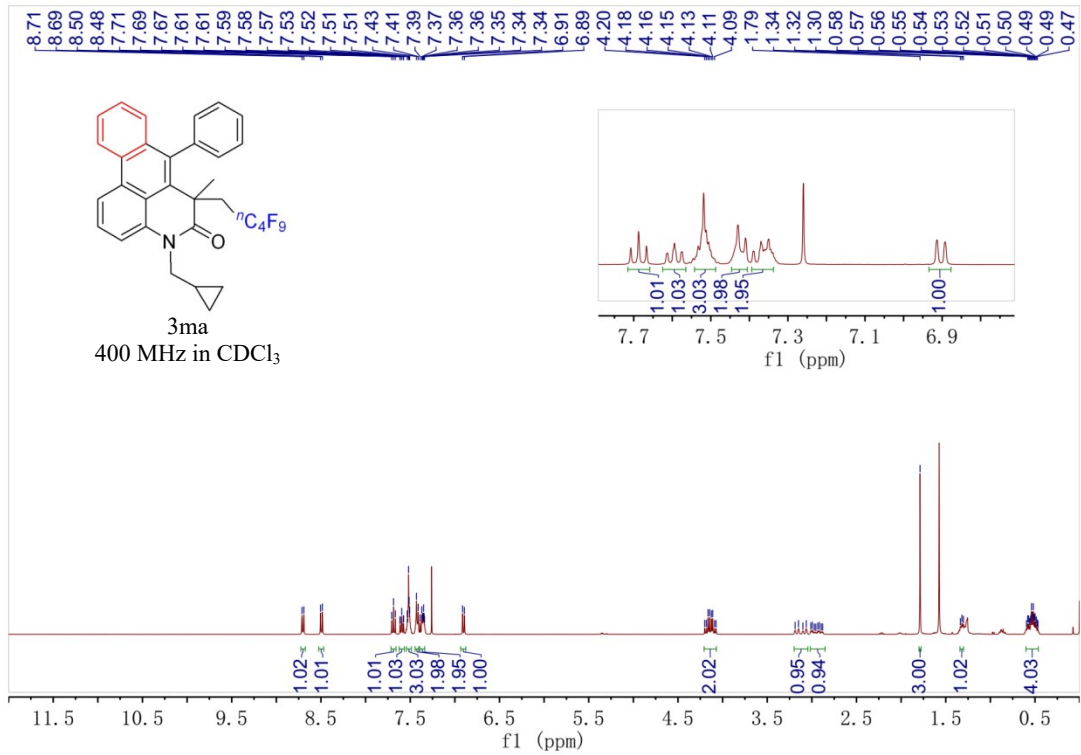 8.71 8.69 8.50 8.48 7.71 7.69 7.67 7.61 7.61 7.59 7.58 7.57 7.53 7.52 7.51 7.51 7.43 7.41 7.39 7.37 7.36 7.36 7.35 7.34 7.34 6.91 6.89 4.20 4.18 4.16 4.15 4.13 4.11 4.09 1.79 1.34 1.32 1.30 0.58 0.57 0.56 0.55 0.54 0.53 0.52 0.51 0.50 0.49 0.49 0.47
nC4F9
N O
3ma
400 MHz in CDCl3
1.01 1.03 3.03 1.98 1.95 1.00
7.7 7.5 7.3 7.1 6.9
f1 (ppm)
1.02 1.01 1.01 1.03 3.03 1.98 1.95 1.00 2.02 0.95 0.94 3.00 1.02 4.03
11.5 10.5 9.5 8.5 7.5 6.5 5.5 4.5 3.5 2.5 1.5 0.5
f1 (ppm)